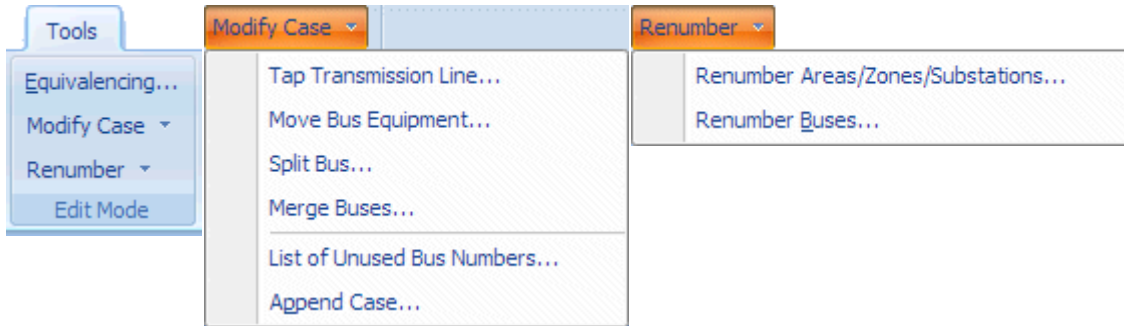 Tools
Equivalencing...
Modify Case
Renumber
Edit Mode
Modify Case
Tap Transmission Line...
Move Bus Equipment...
Split Bus...
Merge Buses...
List of Unused Bus Numbers...
Append Case...
Renumber
Renumber Areas/Zones/Substations...
Renumber Buses...